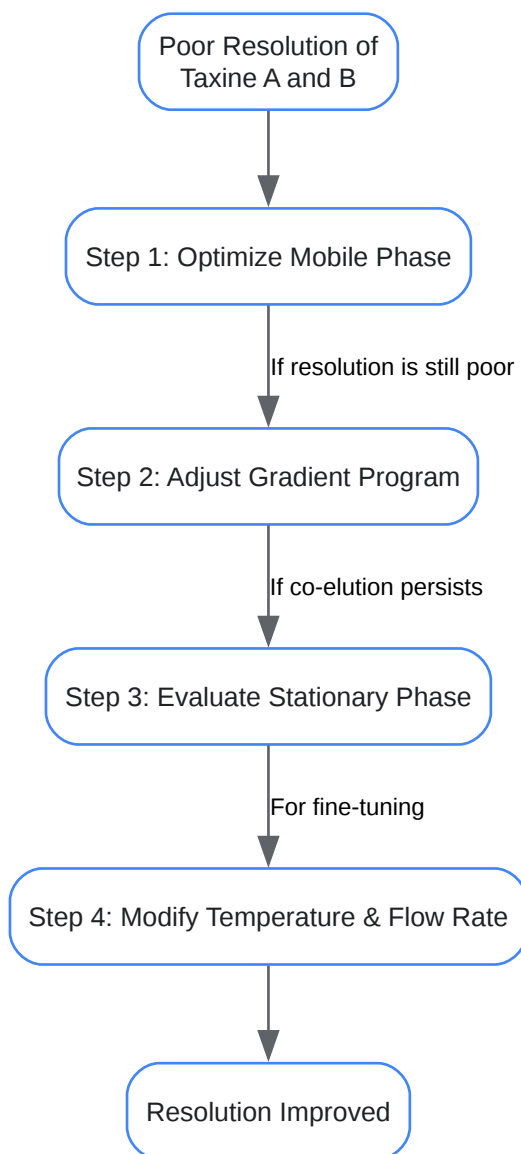 Poor Resolution of
Taxine A and B
Step 1: Optimize Mobile Phase
If resolution is still poor
Step 2: Adjust Gradient Program
If co-elution persists
Step 3: Evaluate Stationary Phase
For fine-tuning
Step 4: Modify Temperature & Flow Rate
Resolution Improved